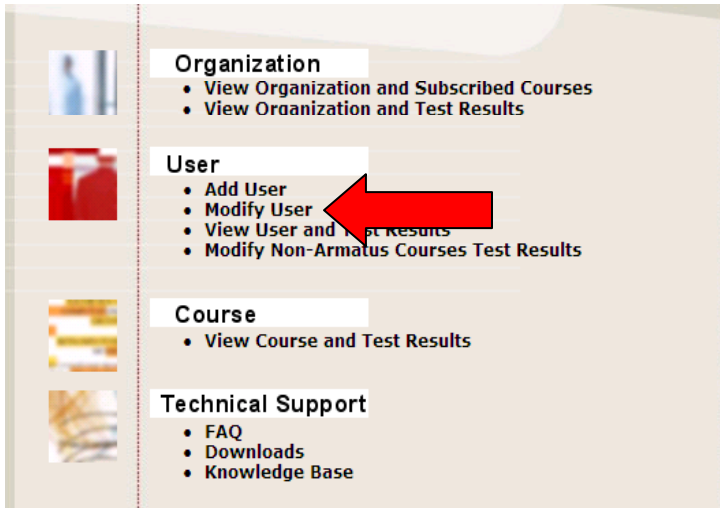 Organization
• View Organization and Subscribed Courses
• View Organization and Test Results
User
• Add User
• Modify User
• View User and Test Results
• Modify Non-Armatus Courses Test Results
Course
• View Course and Test Results
Technical Support
• FAQ
• Downloads
• Knowledge Base